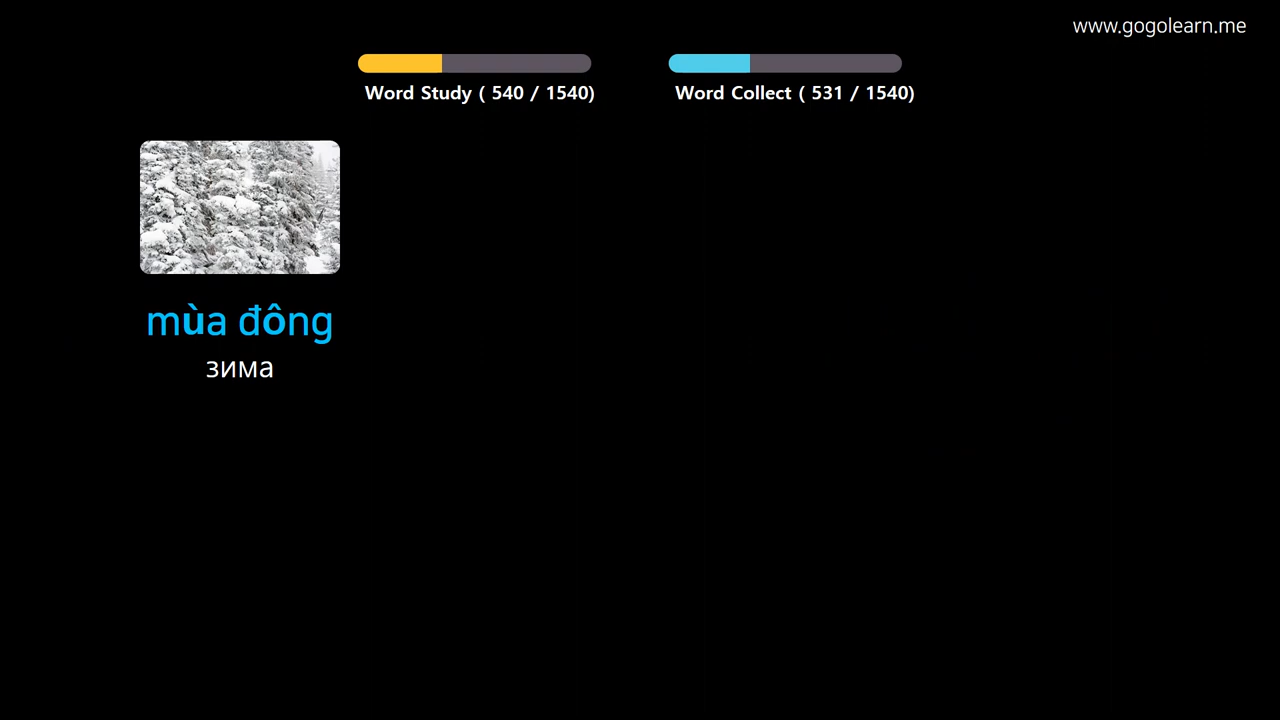 www.gogolearn.me
Word Study ( 540 / 1540)
Word Collect ( 531 / 1540)
mùa đông
зима